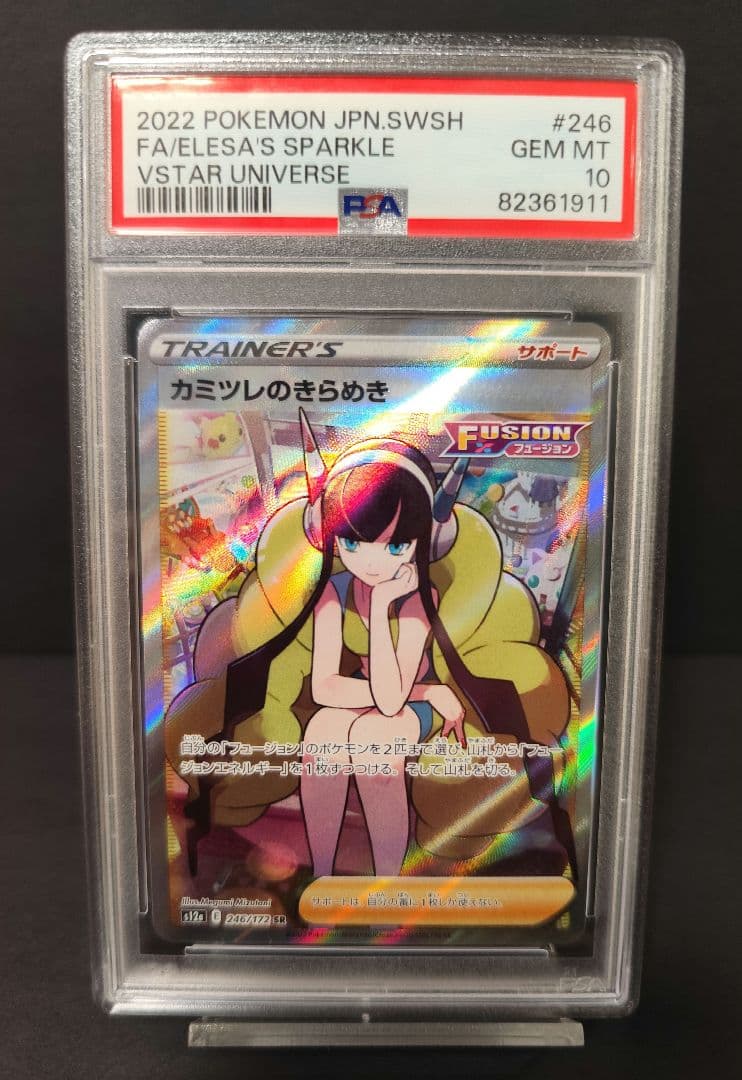 2022 POKEMON JPN.SWSH #246
FA/ELESA'S SPARKLE GEM MT
VSTAR UNIVERSE 10
PSA 82361911
TRAINER'S サポート
カミツレのきらめき
FUSION
フュージョン
自分の「フュージョン」のポケモンを2匹まで選び、山札から「フュー
ジョンエネルギー」を1枚ずつつける。そして山札を切る。
Illus.Megumi Mizutani
サポートは、自分の番に1枚しか使えない。
s12a E 246/172 SR
PSA